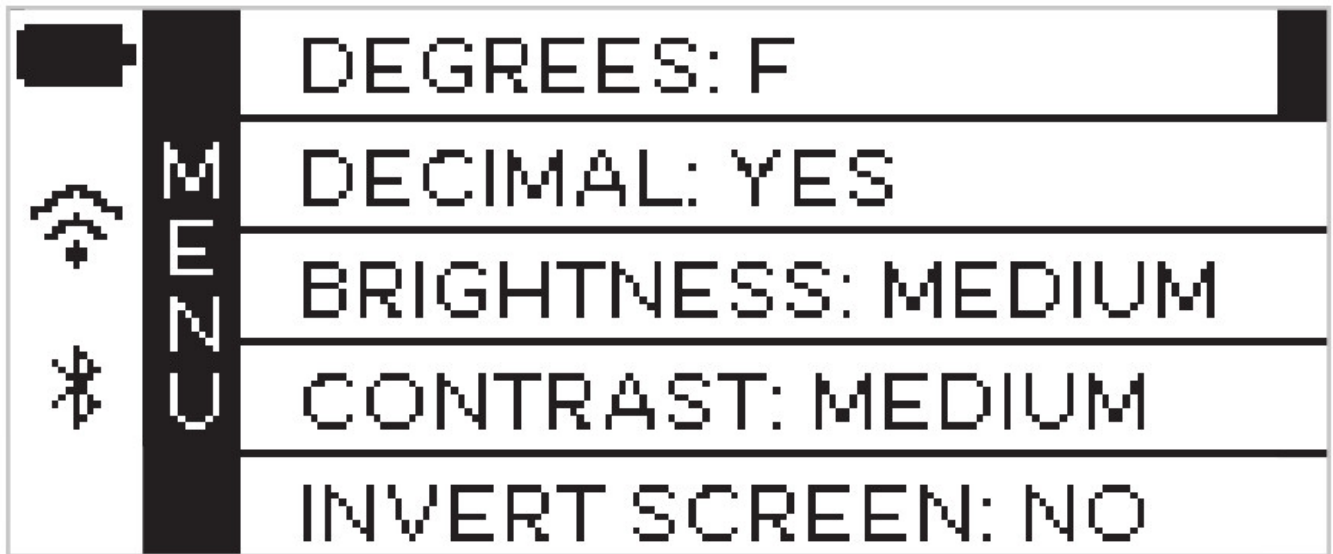 MENU
DEGREES: F
DECIMAL: YES
BRIGHTNESS: MEDIUM
CONTRAST: MEDIUM
INVERT SCREEN: NO